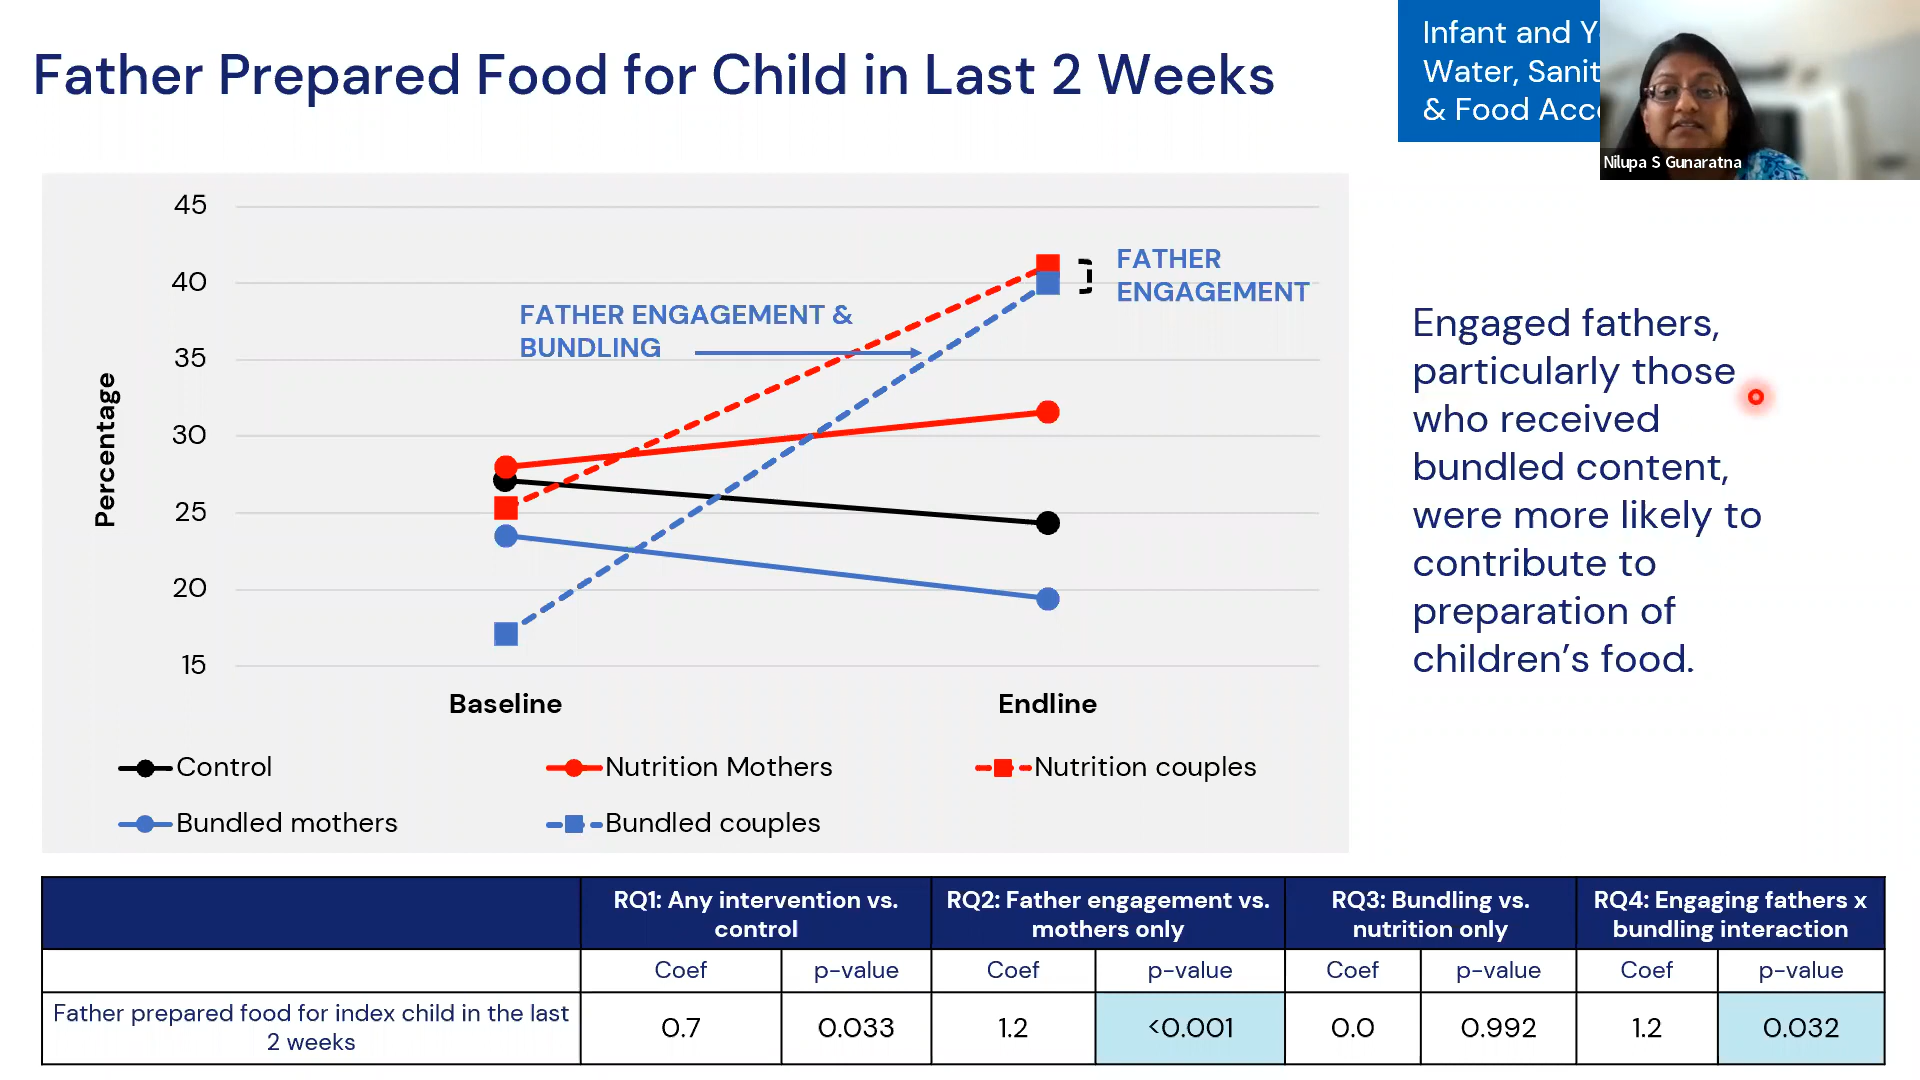 Father Prepared Food for Child in Last 2 Weeks
Infant and Y
Water, Sanit
& Food Acc
Nilupa S Gunaratna
45
40
35
30
25
20
15
Percentage
FATHER ENGAGEMENT &
BUNDLING
FATHER
ENGAGEMENT
Baseline
Endline
Control
Nutrition Mothers
Nutrition couples
Bundled mothers
Bundled couples
Engaged fathers,
particularly those
who received
bundled content,
were more likely to
contribute to
preparation of
children’s food.
RQ1: Any intervention vs.
control
RQ2: Father engagement vs.
mothers only
RQ3: Bundling vs.
nutrition only
RQ4: Engaging fathers x
bundling interaction
Coef
p-value
Coef
p-value
Coef
p-value
Coef
p-value
Father prepared food for index child in the last
2 weeks
0.7
0.033
1.2
<0.001
0.0
0.992
1.2
0.032